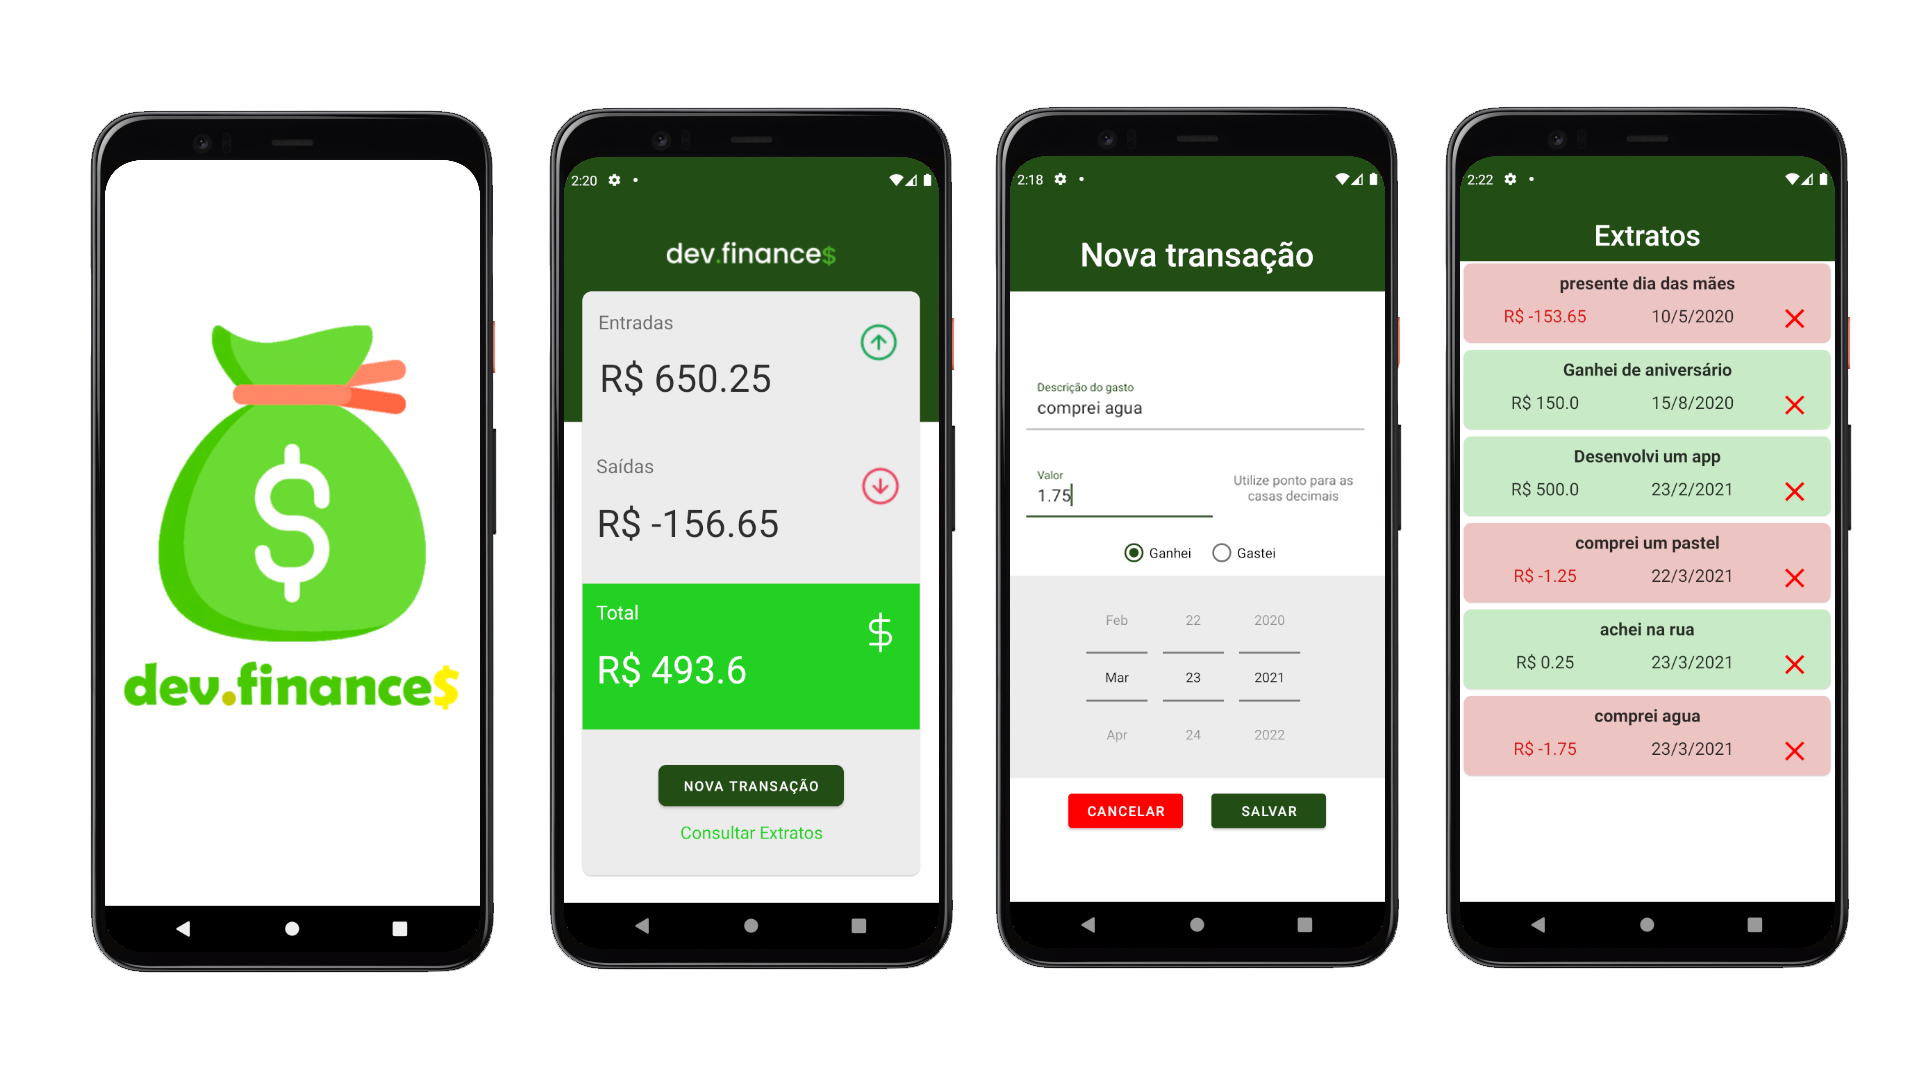 $
dev.finance$
2:20
dev.finance$
Entradas
R$ 650.25
Saídas
R$ -156.65
Total
$
R$ 493.6
NOVA TRANSAÇÃO
Consultar Extratos
2:18
Nova transação
Descrição do gasto
comprei agua
Valor
1.75
Utilize ponto para as
casas decimais
Ganhei Gastei
Feb 22 2020
Mar 23 2021
Apr 24 2022
CANCELAR SALVAR
2:22
Extratos
presente dia das mães
R$ -153.65 10/5/2020
Ganhei de aniversário
R$ 150.0 15/8/2020
Desenvolvi um app
R$ 500.0 23/2/2021
comprei um pastel
R$ -1.25 22/3/2021
achei na rua
R$ 0.25 23/3/2021
comprei agua
R$ -1.75 23/3/2021